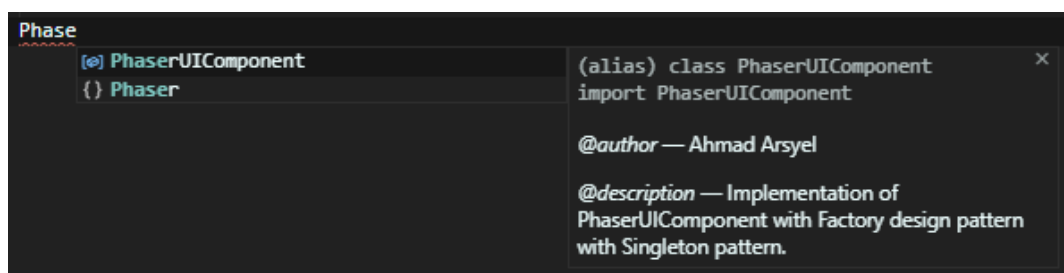 Phase
[@] PhaserUIComponent
{} Phaser
(alias) class PhaserUIComponent
import PhaserUIComponent
@author — Ahmad Arsyel
@description — Implementation of
PhaserUIComponent with Factory design pattern
with Singleton pattern.